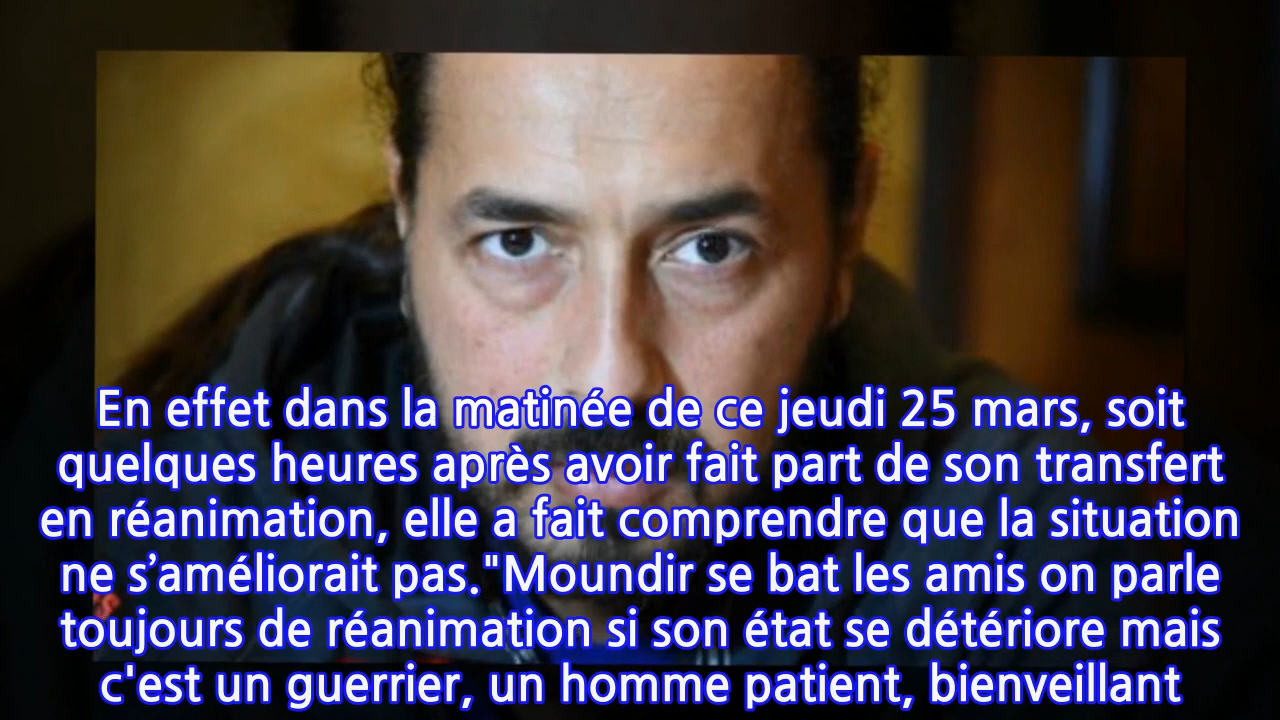 En effet dans la matinée de ce jeudi 25 mars, soit
quelques heures après avoir fait part de son transfert
en réanimation, elle a fait comprendre que la situation
ne s’améliorait pas."Moundir se bat les amis on parle
toujours de réanimation si son état se détériore mais
c'est un guerrier, un homme patient, bienveillant